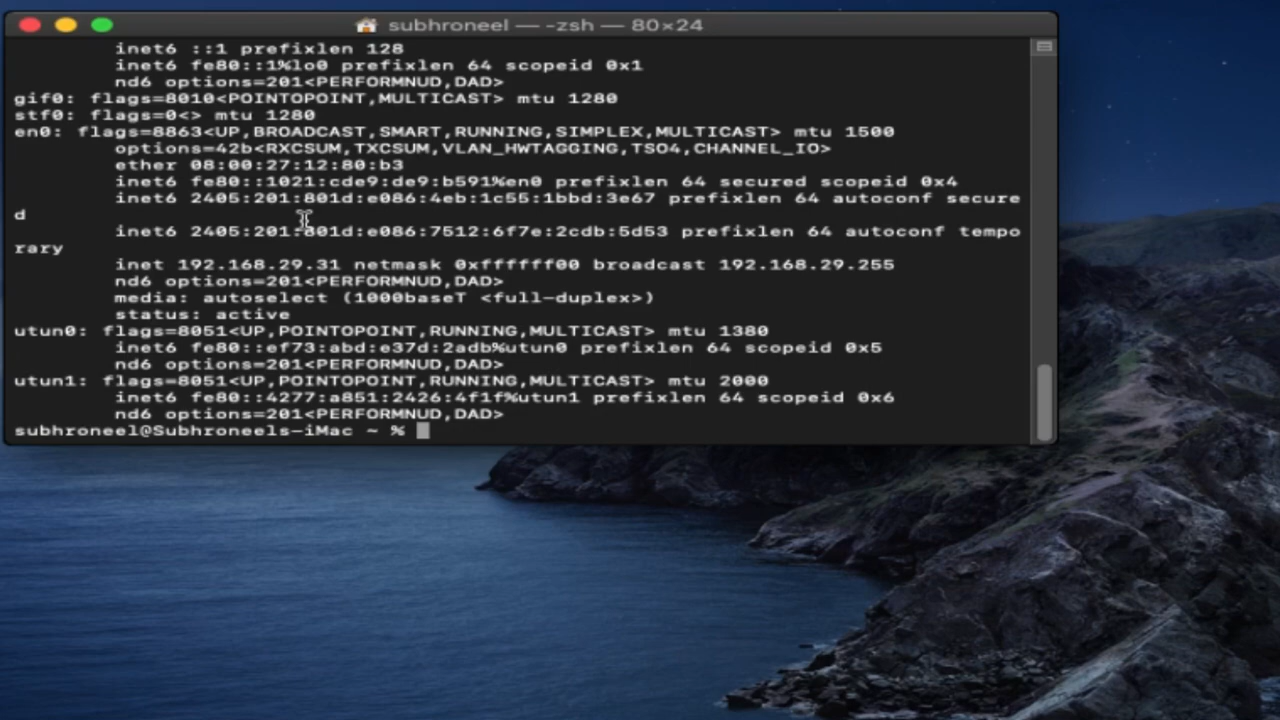 subhroneel — -zsh — 80×24
inet6 ::1 prefixlen 128
inet6 fe80::1%lo0 prefixlen 64 scopeid 0x1
nd6 options=201<PERFORMNUD,DAD>
gif0: flags=8010<POINTOPOINT,MULTICAST> mtu 1280
stf0: flags=0<> mtu 1280
en0: flags=8863<UP,BROADCAST,SMART,RUNNING,SIMPLEX,MULTICAST> mtu 1500
options=42b<RXCSUM,TXCSUM,VLAN_HWTAGGING,TSO4,CHANNEL_IO>
ether 08:00:27:12:80:b3
inet6 fe80::1021:cde9:de9:b591%en0 prefixlen 64 secured scopeid 0x4
inet6 2405:201:801d:e086:4eb:1c55:1bbd:3e67 prefixlen 64 autoconf secure
d
inet6 2405:201:801d:e086:7512:6f7e:2cdb:5d53 prefixlen 64 autoconf tempo
rary
inet 192.168.29.31 netmask 0xffffff00 broadcast 192.168.29.255
nd6 options=201<PERFORMNUD,DAD>
media: autoselect (1000baseT <full-duplex>)
status: active
utun0: flags=8051<UP,POINTOPOINT,RUNNING,MULTICAST> mtu 1380
inet6 fe80::ef73:abd:e37d:2adb%utun0 prefixlen 64 scopeid 0x5
nd6 options=201<PERFORMNUD,DAD>
utun1: flags=8051<UP,POINTOPOINT,RUNNING,MULTICAST> mtu 2000
inet6 fe80::4277:a851:2426:4f1f%utun1 prefixlen 64 scopeid 0x6
nd6 options=201<PERFORMNUD,DAD>
subhroneel@Subhroneels-iMac ~ %